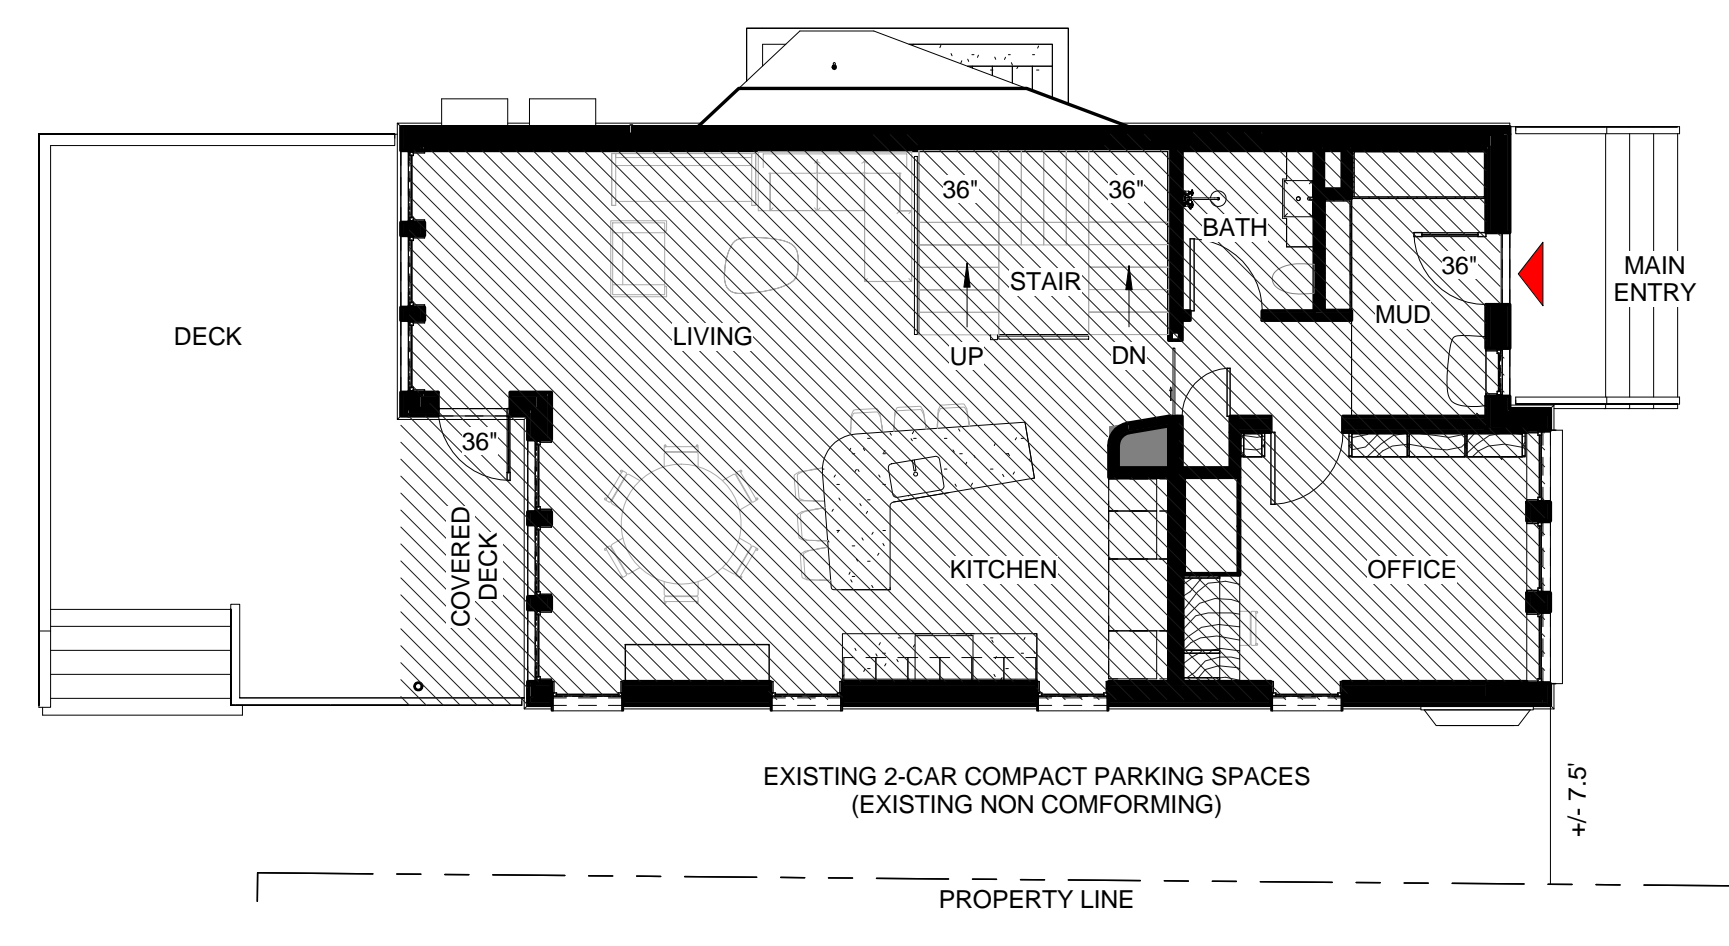 36"
36"
BATH
MAIN
ENTRY
36"
STAIR
MUD
DECK
LIVING
UP
DN
36"
COVERED
DECK
KITCHEN
OFFICE
EXISTING 2-CAR COMPACT PARKING SPACES
(EXISTING NON COMFORMING)
+/- 7.5'
PROPERTY LINE